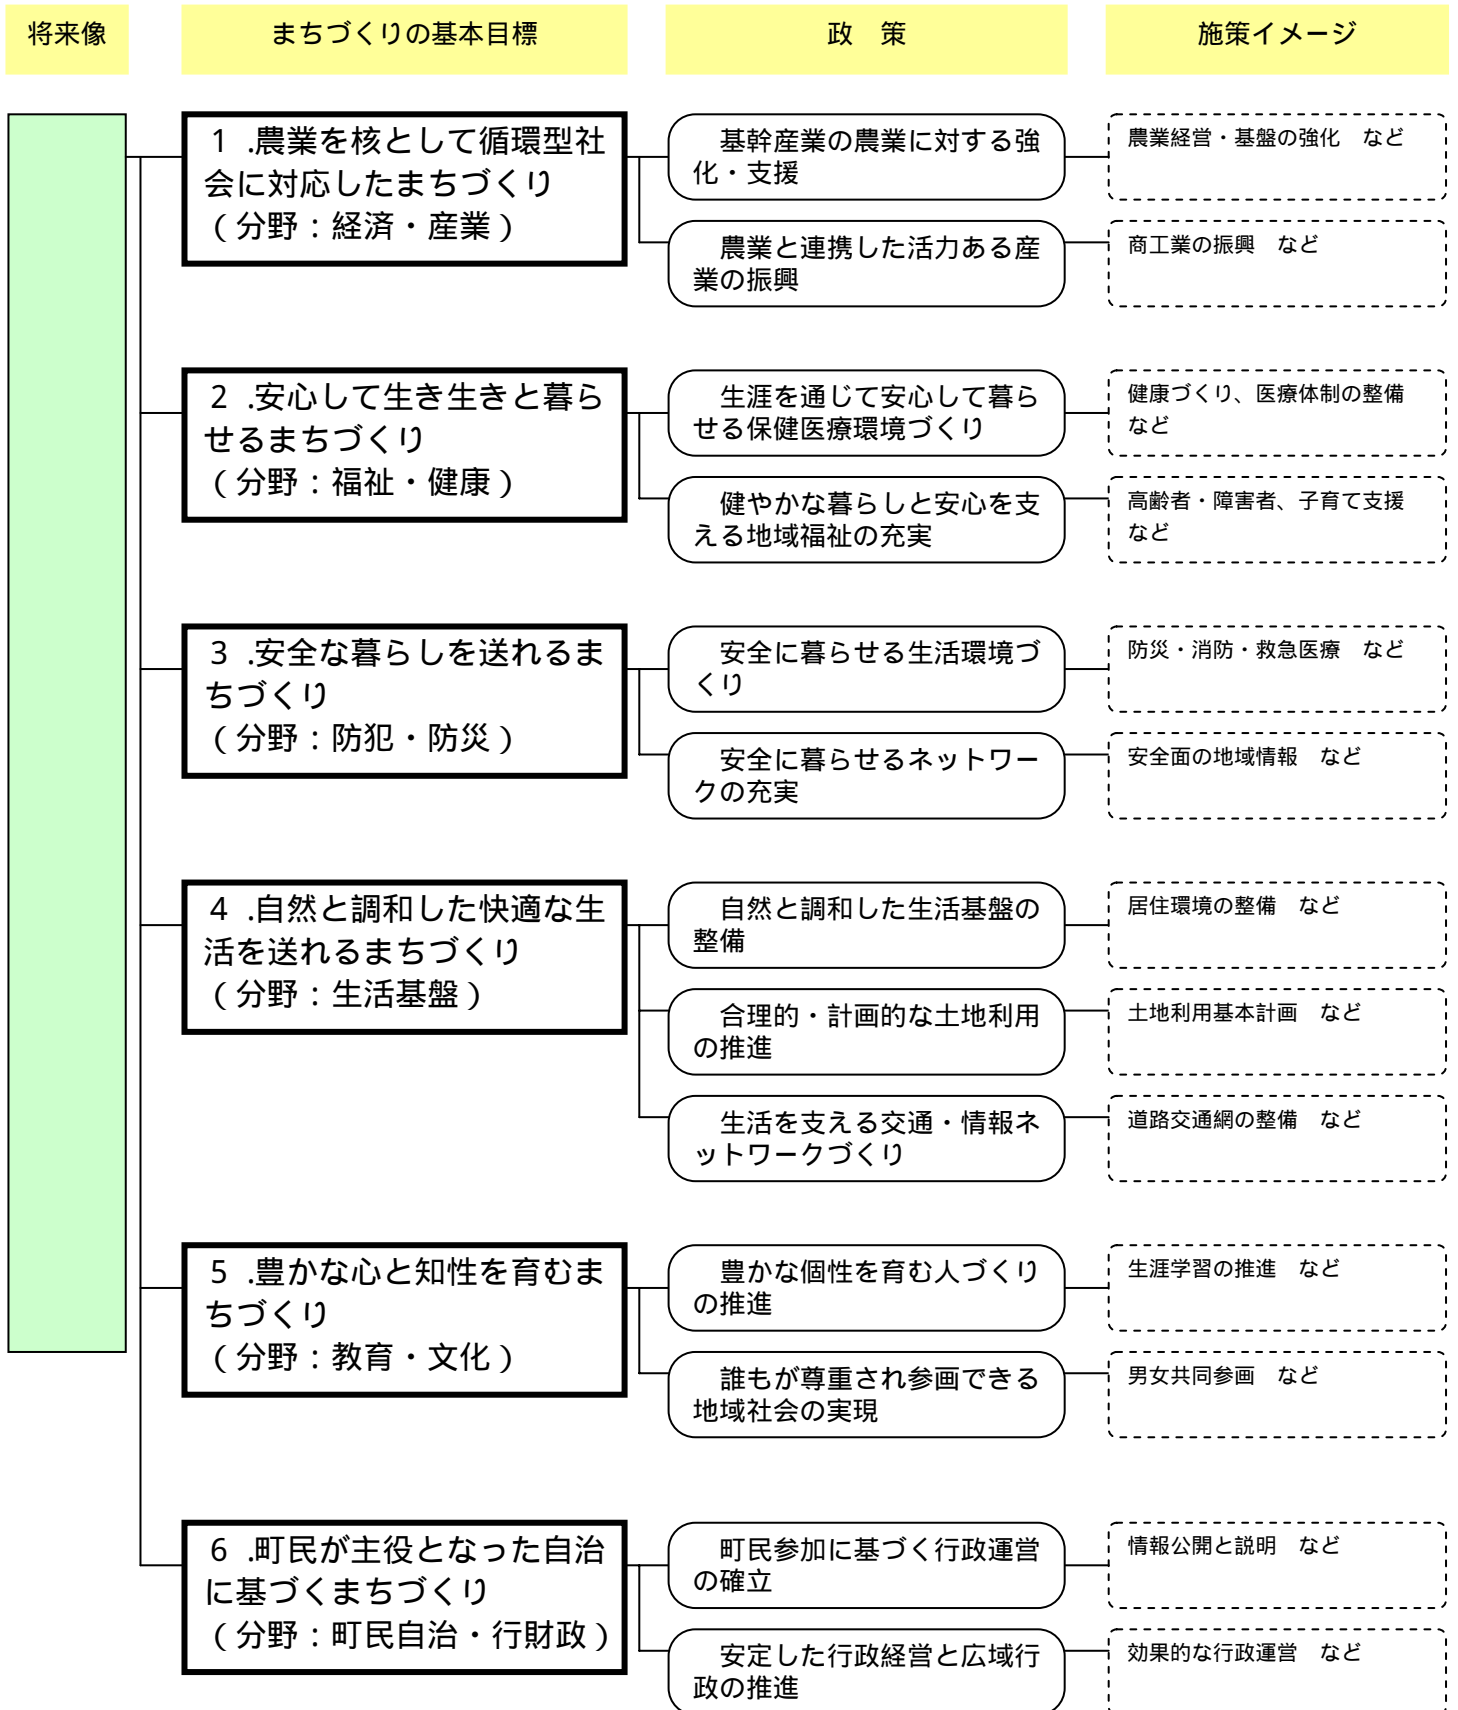 将来像
まちづくりの基本目標
政　策
施策イメージ
1 .農業を核として循環型社
会に対応したまちづくり
（分野：経済・産業）
基幹産業の農業に対する強
化・支援
農業経営・基盤の強化　など
農業と連携した活力ある産
業の振興
商工業の振興　など
2 .安心して生き生きと暮ら
せるまちづくり
（分野：福祉・健康）
生涯を通じて安心して暮ら
せる保健医療環境づくり
健康づくり、医療体制の整備
など
健やかな暮らしと安心を支
える地域福祉の充実
高齢者・障害者、子育て支援
など
3 .安全な暮らしを送れるま
ちづくり
（分野：防犯・防災）
安全に暮らせる生活環境づ
くり
防災・消防・救急医療　など
安全に暮らせるネットワー
クの充実
安全面の地域情報　など
4 .自然と調和した快適な生
活を送れるまちづくり
（分野：生活基盤）
自然と調和した生活基盤の
整備
居住環境の整備　など
合理的・計画的な土地利用
の推進
土地利用基本計画　など
生活を支える交通・情報ネ
ットワークづくり
道路交通網の整備　など
5 .豊かな心と知性を育むま
ちづくり
（分野：教育・文化）
豊かな個性を育む人づくり
の推進
生涯学習の推進　など
誰もが尊重され参画できる
地域社会の実現
男女共同参画　など
6 .町民が主役となった自治
に基づくまちづくり
（分野：町民自治・行財政）
町民参加に基づく行政運営
の確立
情報公開と説明　など
安定した行政経営と広域行
政の推進
効果的な行政運営　など